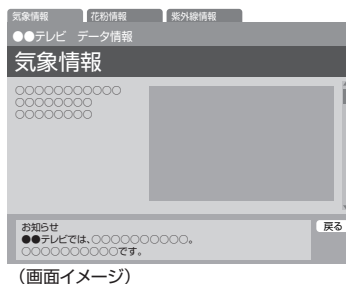 気象情報 花粉情報 紫外線情報
●●テレビ データ情報
気象情報
○○○○○○○○○○○
○○○○○○○○
○○○○○○○○
お知らせ
●●テレビでは、○○○○○○○○○○。
○○○○○○○○○○です。
戻る
（画面イメージ）